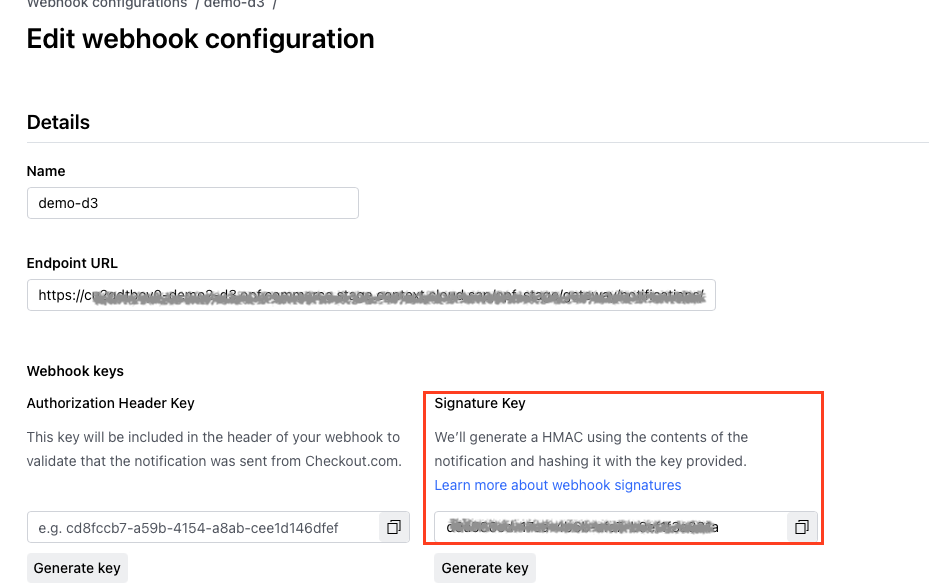 Webhook configurations / demo-d3 /
Edit webhook configuration
Details
Name
demo-d3
Endpoint URL
https://c
Webhook keys
Authorization Header Key
This key will be included in the header of your webhook to
validate that the notification was sent from Checkout.com.
e.g. cd8fccb7-a59b-4154-a8ab-cee1d146dfef
Generate key
Signature Key
We’ll generate a HMAC using the contents of the
notification and hashing it with the key provided.
Learn more about webhook signatures
Generate key